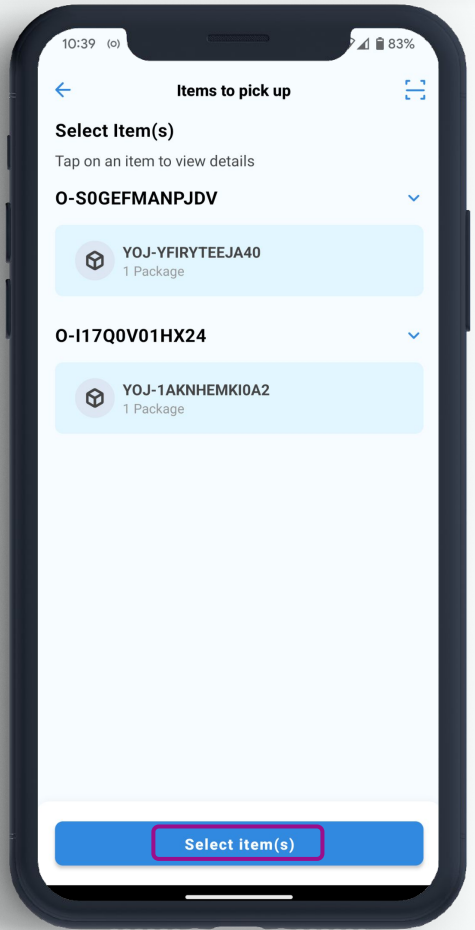 10:39
83%
Items to pick up
Select Item(s)
Tap on an item to view details
O-S0GEFMANPJDV
YOJ-YFIRYTEEJA40
1 Package
O-I17Q0V01HX24
YOJ-1AKNHEMKI0A2
1 Package
Select item(s)